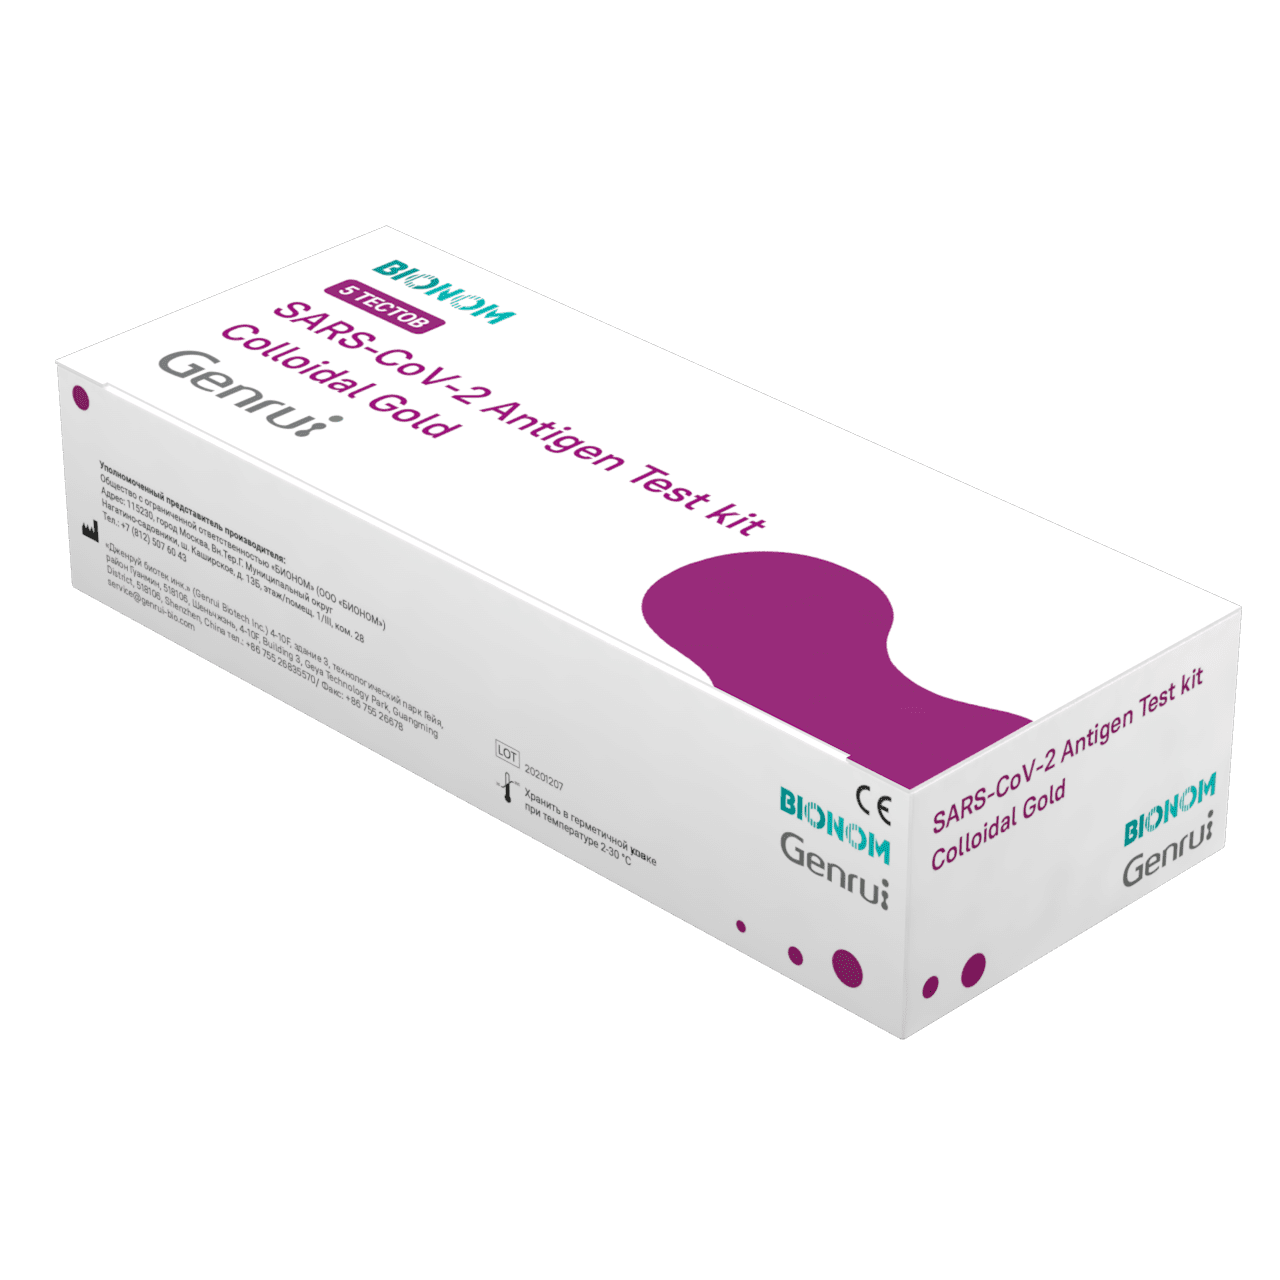 BIONOM
5 ТЕСТОВ
SARS-CoV-2 Antigen Test kit
Colloidal Gold
Genrui
Уполномоченный представитель производителя:
Общество с ограниченной ответственностью «БИОНОМ» (ООО «БИОНОМ»)
Адрес: 115230, город Москва, Вн.Тер.Г. Муниципальный округ
Нагатино-садовники, ш. Каширское, д. 13Б, этаж/помещ. 1/III, ком. 28
Тел.: +7 (812) 507 60 43
«Дженруй биотек инк.» (Genrui Biotech Inc.) 4-10F, здание 3, технологический парк Гейя,
район Гуанмин, 518106, Шеньчжэнь, 4-10F, Building 3, Geya Technology Park, Guangming
District, 518106, Shenzhen, China тел.: +86 755 26835570/ Факс: +86 755 26678
service@genrui-bio.com
LOT 20201207
Хранить в герметичной ковке
при температуре 2-30 °C
CE
BIONOM
Genrui
SARS-CoV-2 Antigen Test kit
Colloidal Gold
BIONOM
Genrui